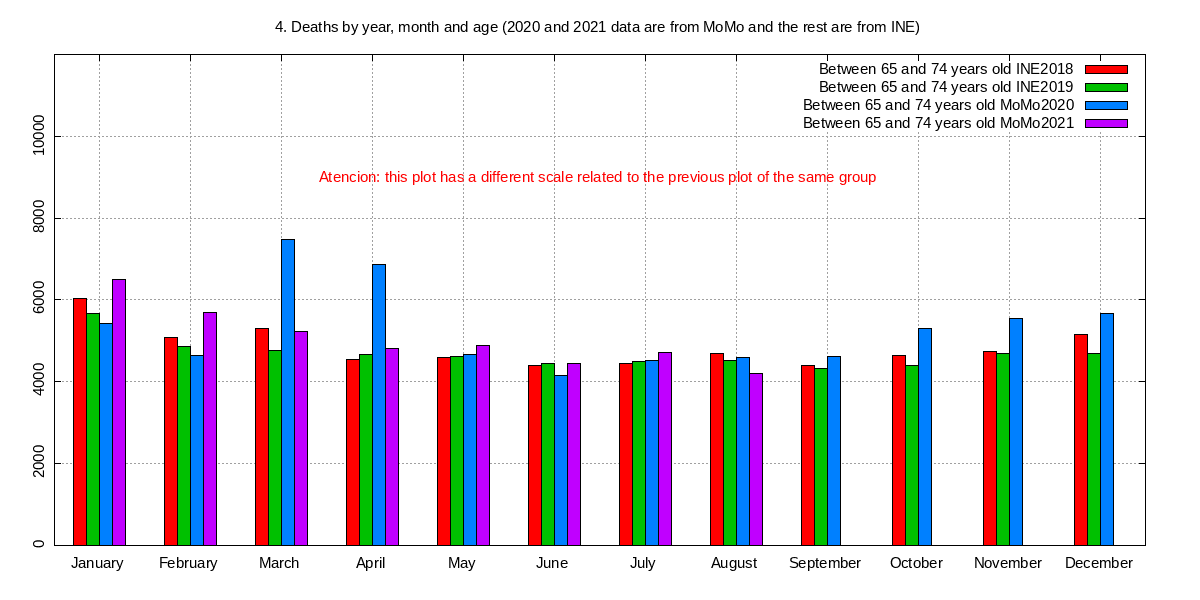 4. Deaths by year, month and age (2020 and 2021 data are from MoMo and the rest are from INE)
Between 65 and 74 years old INE2018
Between 65 and 74 years old INE2019
Between 65 and 74 years old MoMo2020
Between 65 and 74 years old MoMo2021
Atencion: this plot has a different scale related to the previous plot of the same group
10000
8000
6000
4000
2000
0
January February March April May June July August September October November December